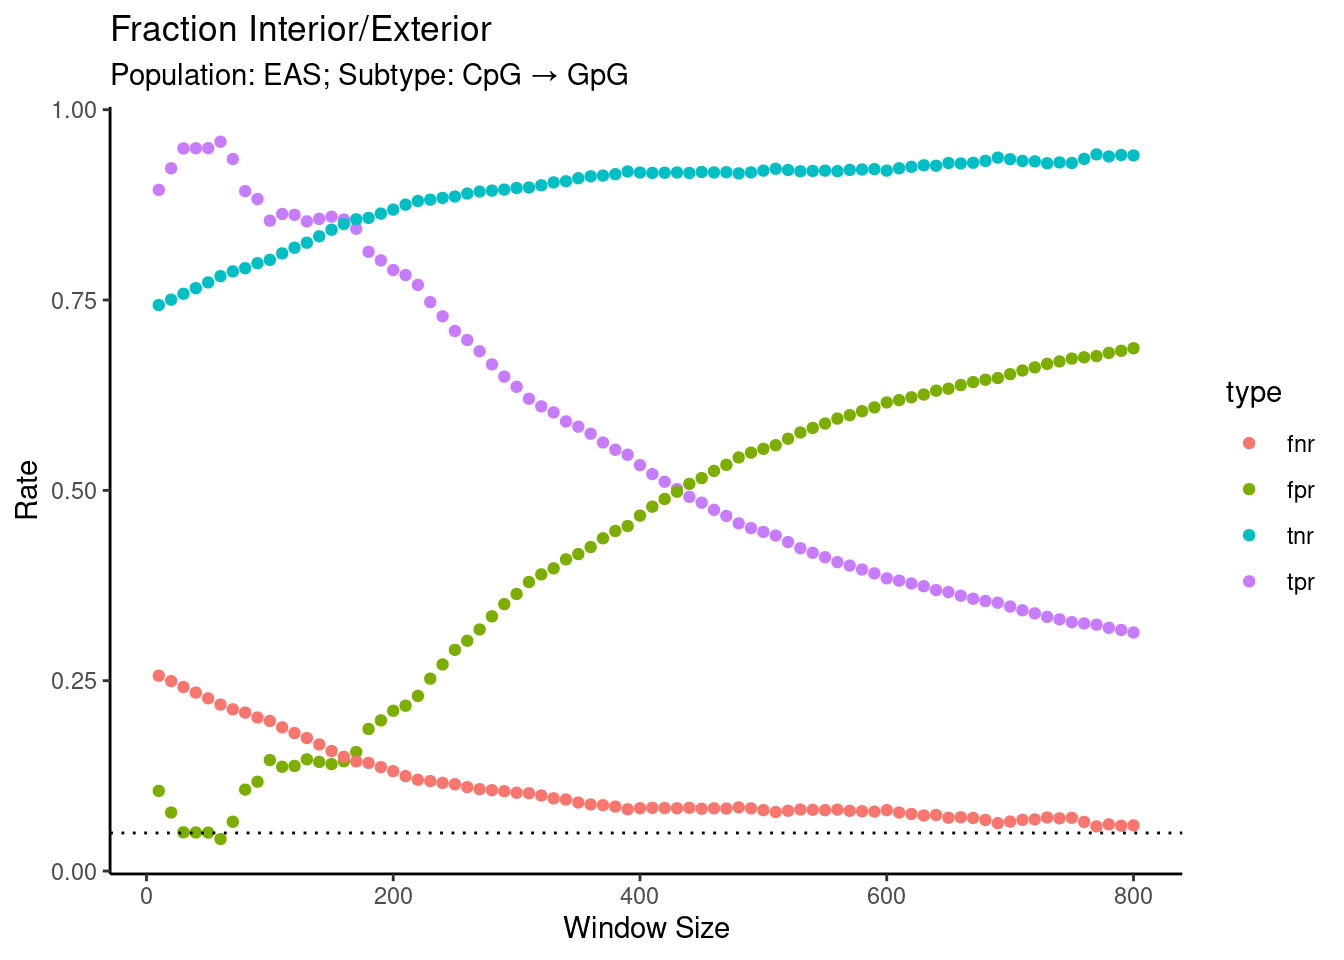 Fraction Interior/Exterior
Population: EAS; Subtype: CpG → GpG
1.00
0.75
0.50
0.25
0.00
Rate
0 200 400 600 800
Window Size
type
fnr
fpr
tnr
tpr